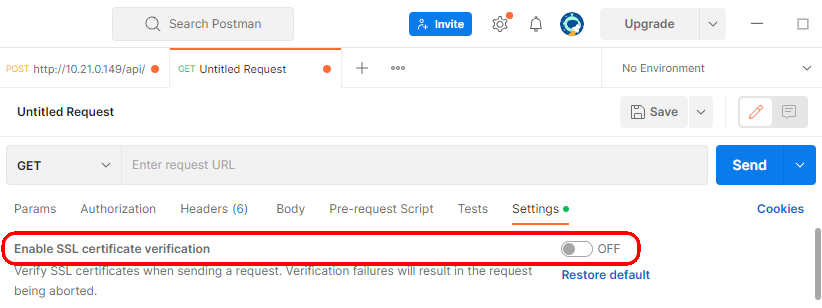 Search Postman
Invite
Upgrade
POST http://10.21.0.149/api/
GET Untitled Request
No Environment
Untitled Request
Save
GET
Enter request URL
Send
Params Authorization Headers (6) Body Pre-request Script Tests Settings Cookies
Enable SSL certificate verification
OFF
Verify SSL certificates when sending a request. Verification failures will result in the request
being aborted.
Restore default